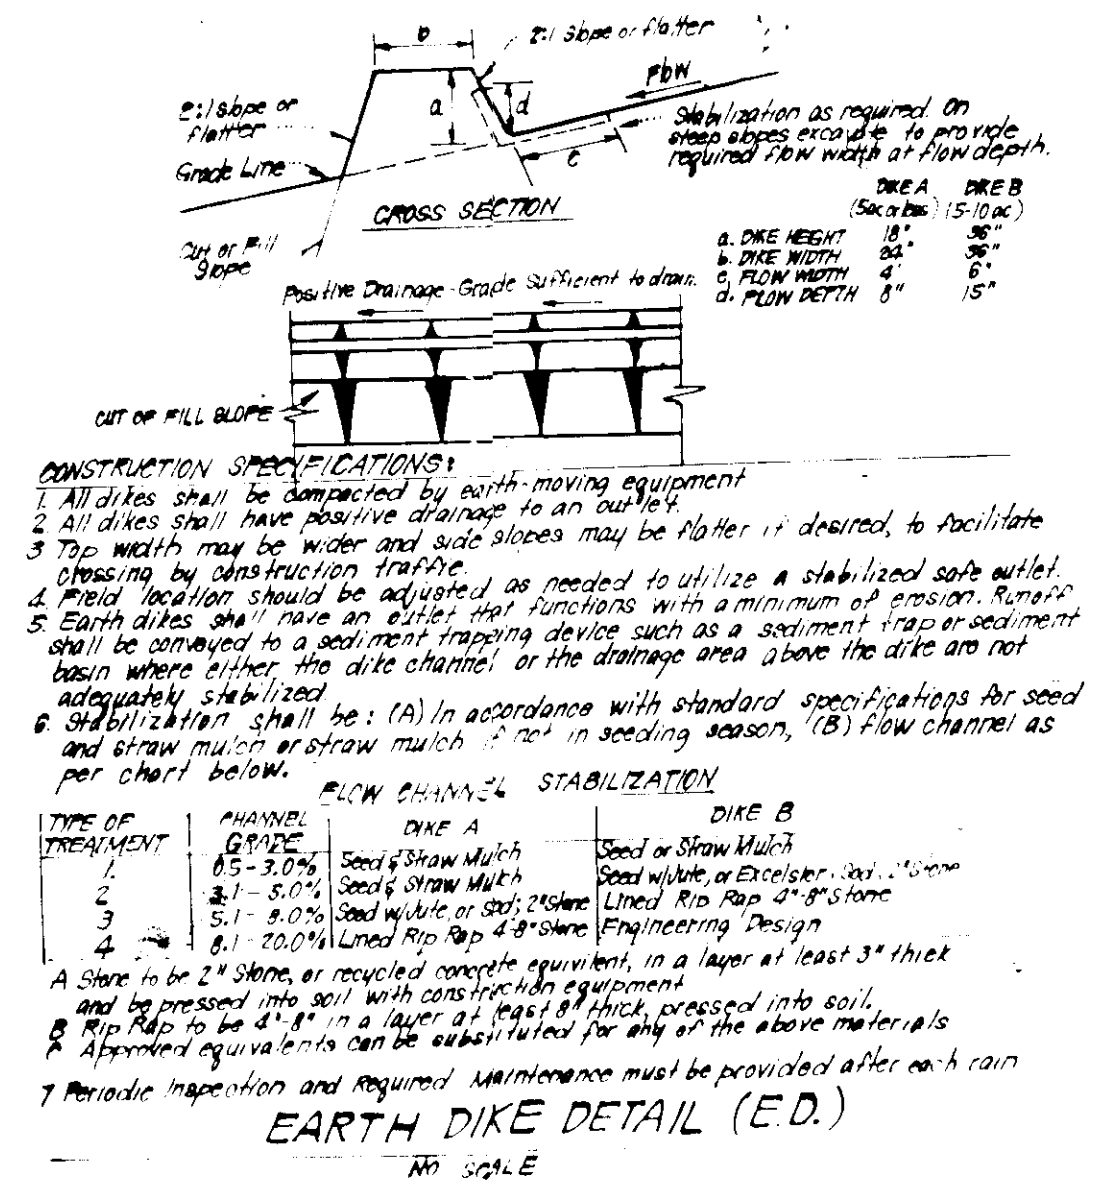 b
2:1 slope or flatter
Flow
2:1 slope or
flatter
a
d
Stabilization as required. On
steep slopes excavate to provide
required flow width at flow depth.
Grade Line
c
CROSS SECTION
Cut or Fill
Slope
DIKE A DIKE B
(5ac or less) (5-10 ac)
a. DIKE HEIGHT 18" 36"
b. DIKE WIDTH 24" 36"
c. FLOW WIDTH 4' 6'
d. FLOW DEPTH 8" 15"
Positive Drainage-Grade Sufficient to drain.
CUT OR FILL SLOPE
CONSTRUCTION SPECIFICATIONS:
1. All dikes shall be compacted by earth-moving equipment
2. All dikes shall have positive drainage to an outlet.
3 Top width may be wider and side slopes may be flatter if desired, to facilitate
crossing by construction traffic.
4. Field location should be adjusted as needed to utilize a stabilized safe outlet.
5. Earth dikes shall have an outlet that functions with a minimum of erosion. Runoff
shall be conveyed to a sediment trapping device such as a sediment trap or sediment
basin where either the dike channel or the drainage area above the dike are not
adequately stabilized.
6. Stabilization shall be: (A) In accordance with standard specifications for seed
and straw mulch or straw mulch if not in seeding season, (B) flow channel as
per chart below.
FLOW CHANNEL STABILIZATION
TYPE OF TREATMENT CHANNEL GRADE DIKE A DIKE B
1. 0.5-3.0% Seed & Straw Mulch Seed or Straw Mulch
2 3.1-5.0% Seed & Straw Mulch Seed w/Jute, or Excelsior; Sod; 2" Stone
3 5.1-8.0% Seed w/Jute, or Sod; 2" Stone Lined Rip Rap 4"-8" Stone
4 8.1-20.0% Lined Rip Rap 4-8" Stone Engineering Design
A Stone to be 2" Stone, or recycled concrete equivilent, in a layer at least 3" thick
and be pressed into soil with construction equipment
B Rip Rap to be 4"-8" in a layer at least 8" thick, pressed into soil.
C Approved equivalents can be substituted for any of the above materials
7 Periodic Inspection and Required Maintenance must be provided after each rain
EARTH DIKE DETAIL (E.D.)
NO SCALE